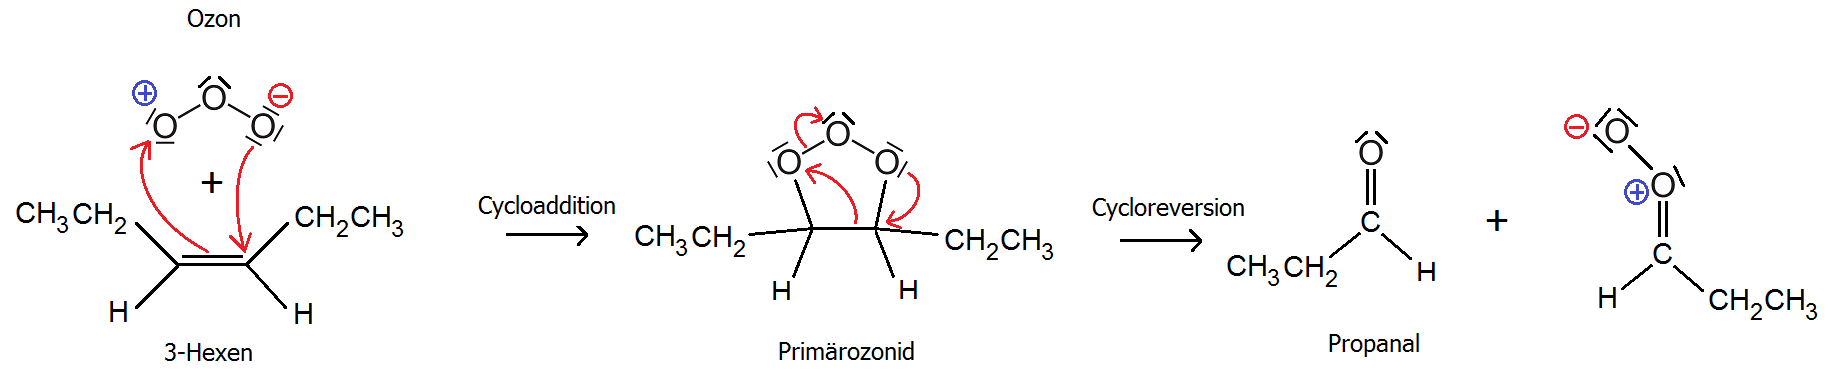 Ozon
⊕ O O O ⊖
+
CH₃CH₂ CH₂CH₃
H H
3-Hexen
Cycloaddition
O O O
CH₃CH₂ CH₂CH₃
H H
Primärozonid
Cycloreversion
O
C
CH₃CH₂ H
Propanal
+
⊖ O
⊕ O
C
H CH₂CH₃